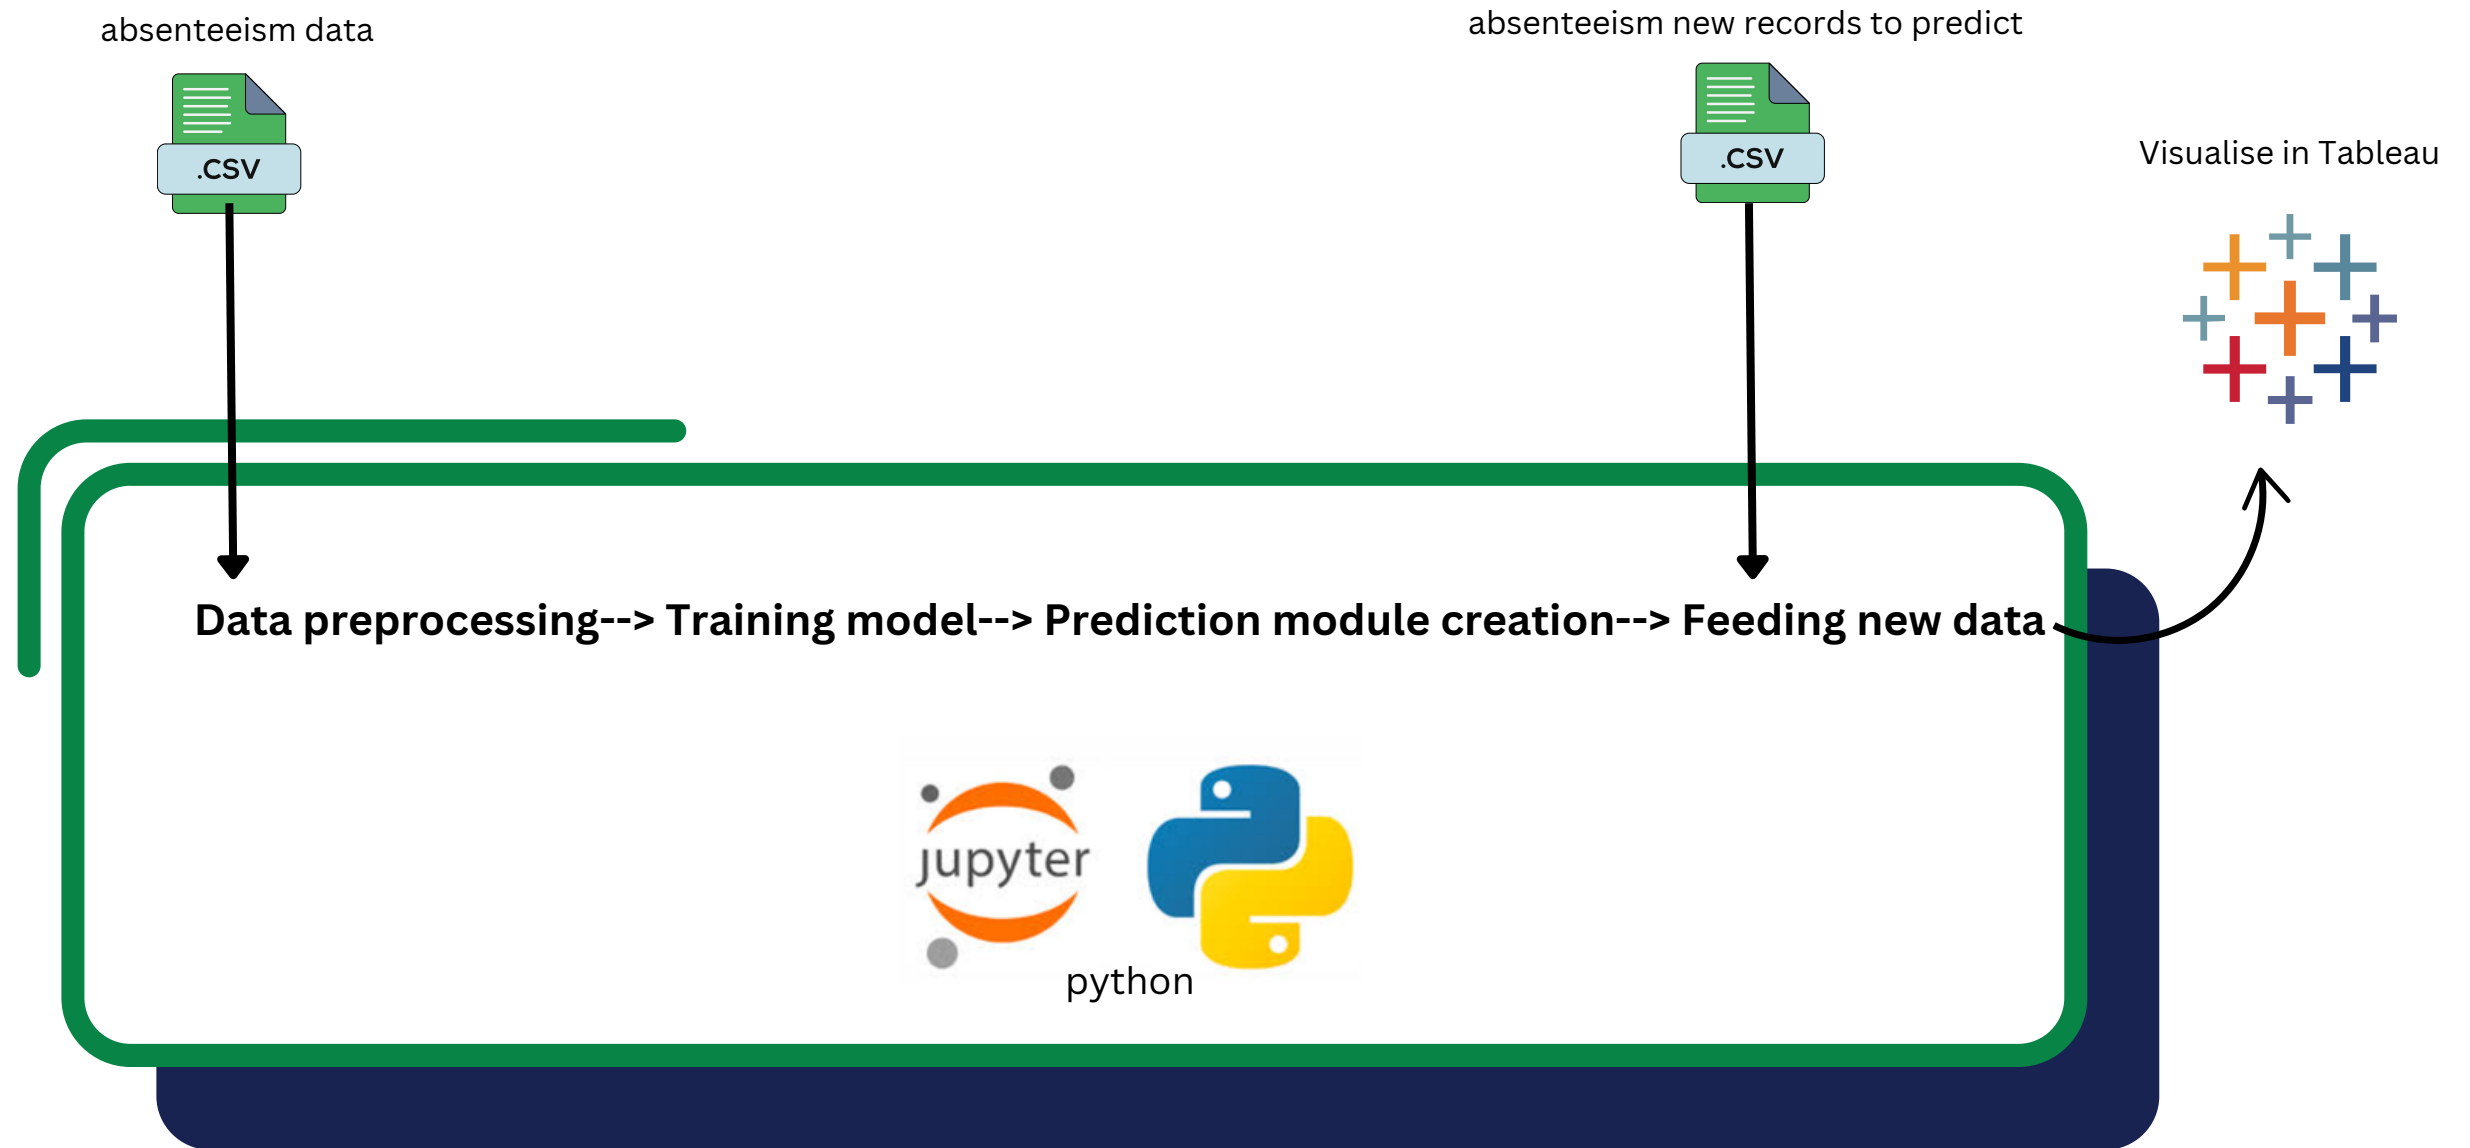 absenteeism data
absenteeism new records to predict
.CSV
.CSV
Visualise in Tableau
Data preprocessing--> Training model--> Prediction module creation--> Feeding new data
jupyter
python